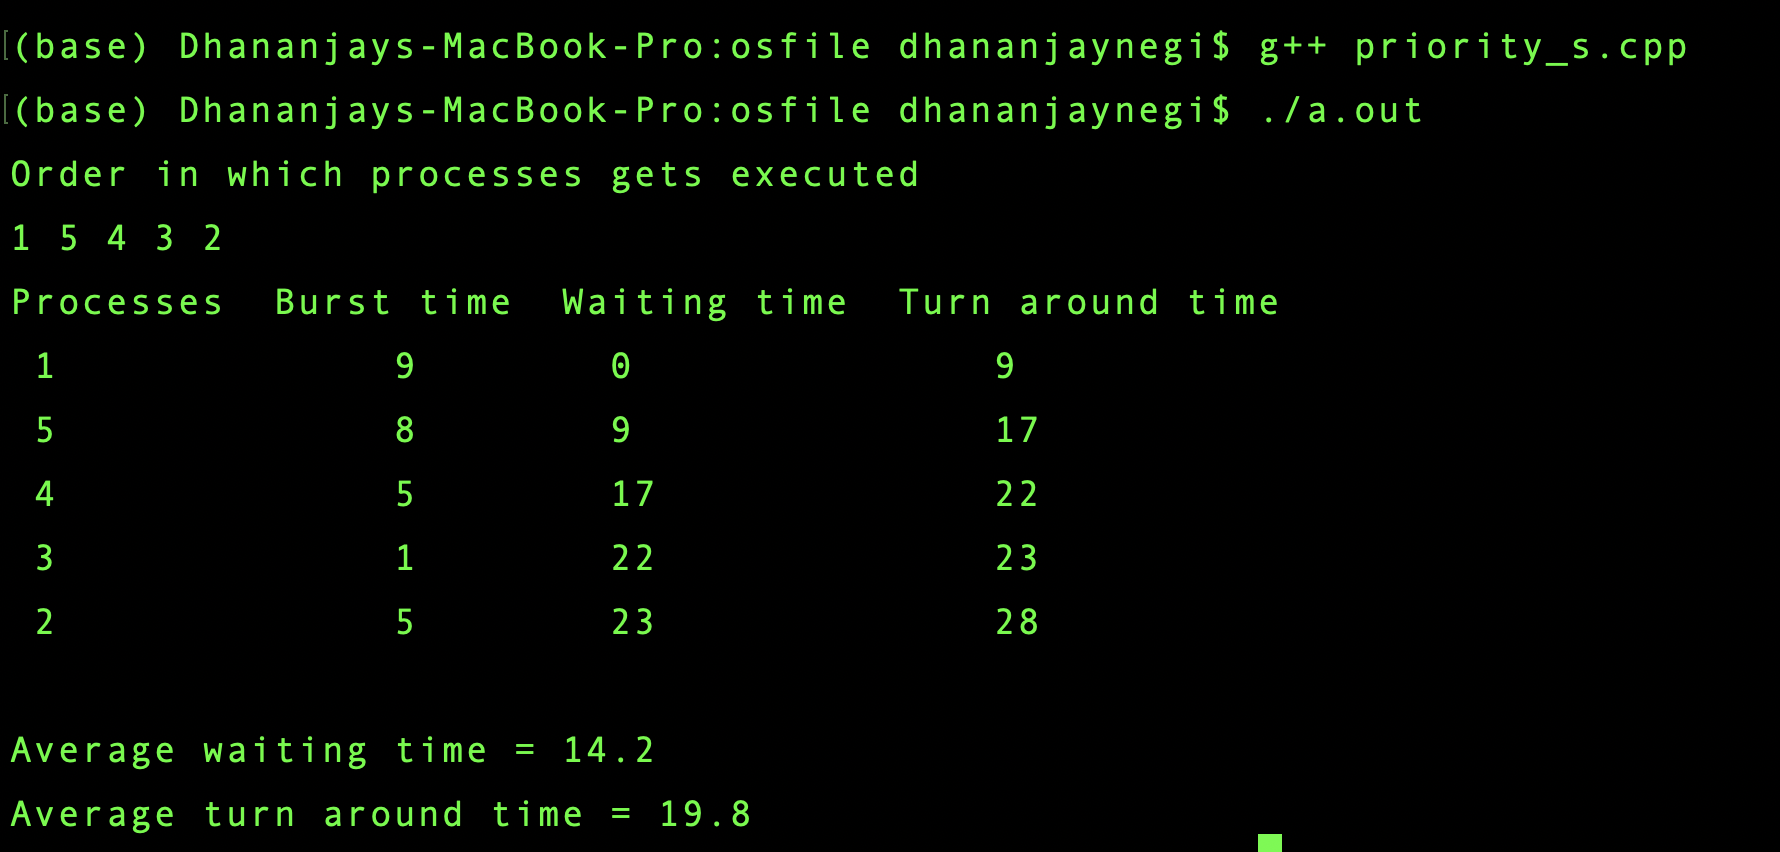 [(base) Dhananjays-MacBook-Pro:osfile dhananjaynegi$ g++ priority_s.cpp
[(base) Dhananjays-MacBook-Pro:osfile dhananjaynegi$ ./a.out
Order in which processes gets executed
1 5 4 3 2
Processes  Burst time  Waiting time  Turn around time
1 9 0 9
5 8 9 17
4 5 17 22
3 1 22 23
2 5 23 28
Average waiting time = 14.2
Average turn around time = 19.8